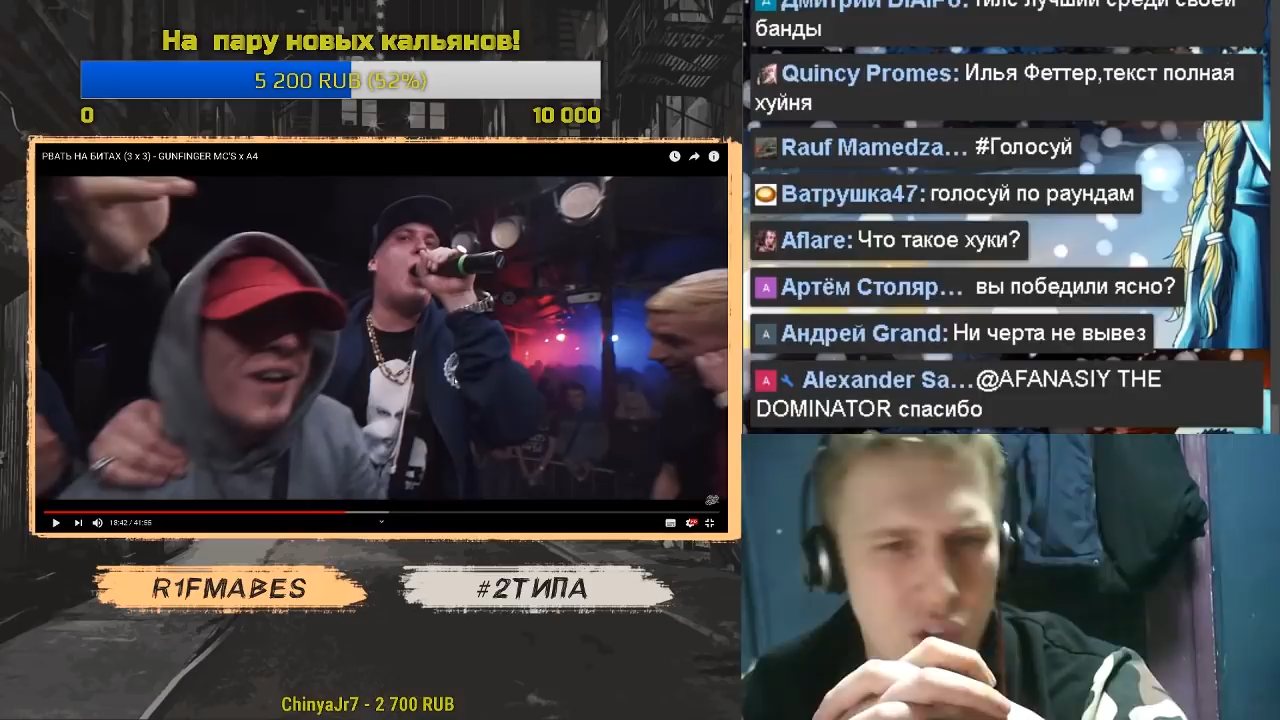 На пару новых кальянов!
5 200 RUB (52%)
0
10 000
РВАТЬ НА БИТАХ (3 x 3) - GUNFINGER MC'S x A4
18:42 / 41:56
R1FMABES
#2ТИПА
ChinyaJr7 - 2 700 RUB
банды
Quincy Promes: Илья Феттер,текст полная
хуйня
Rauf Mamedza... #Голосуй
Ватрушка47: голосуй по раундам
Aflare: Что такое хуки?
Артём Столяр... вы победили ясно?
Андрей Grand: Ни черта не вывез
Alexander Sa... @AFANASIY THE
DOMINATOR спасибо